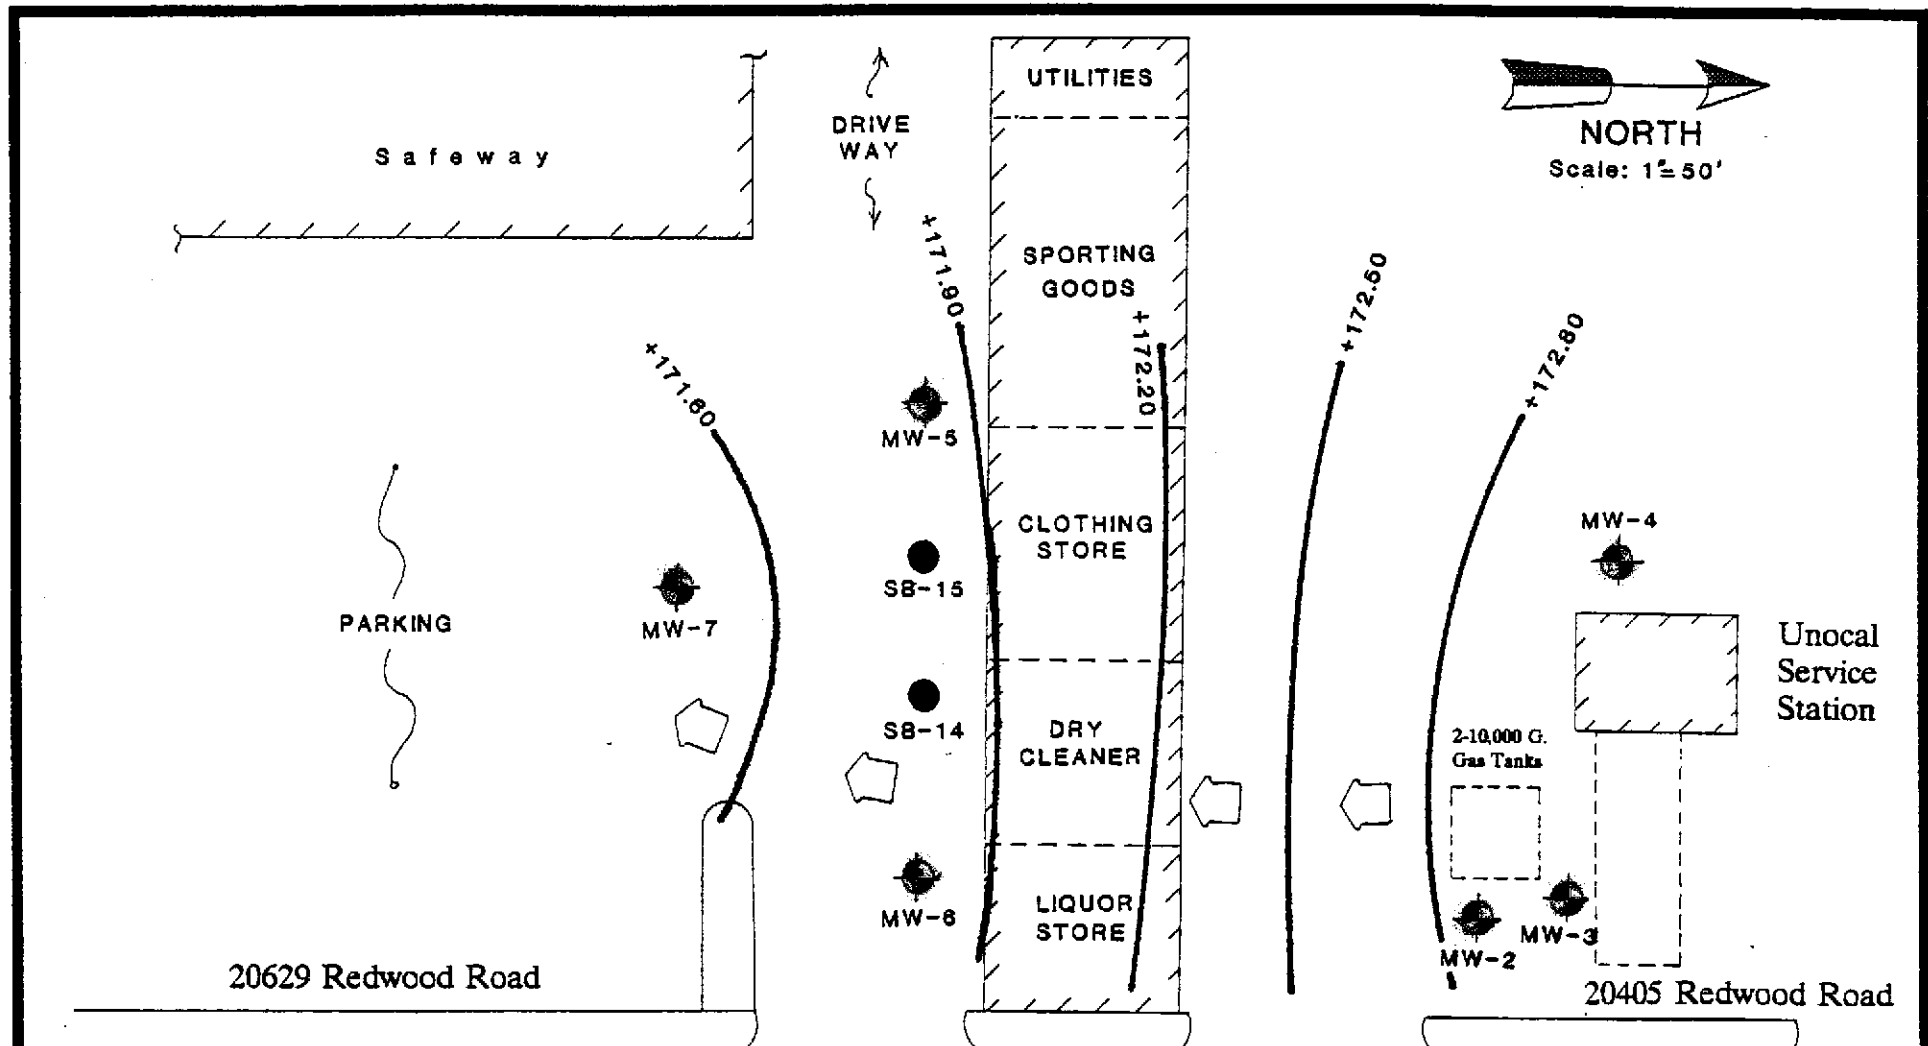 UTILITIES
NORTH
Scale: 1"=50'
DRIVE
WAY
Safeway
SPORTING
GOODS
+171.90
+172.20
+172.50
+172.80
+171.60
MW-5
CLOTHING
STORE
MW-4
SB-15
PARKING
MW-7
Unocal
Service
Station
SB-14
DRY
CLEANER
2-10,000 G.
Gas Tanks
MW-6
LIQUOR
STORE
MW-3
MW-2
20629 Redwood Road
20405 Redwood Road